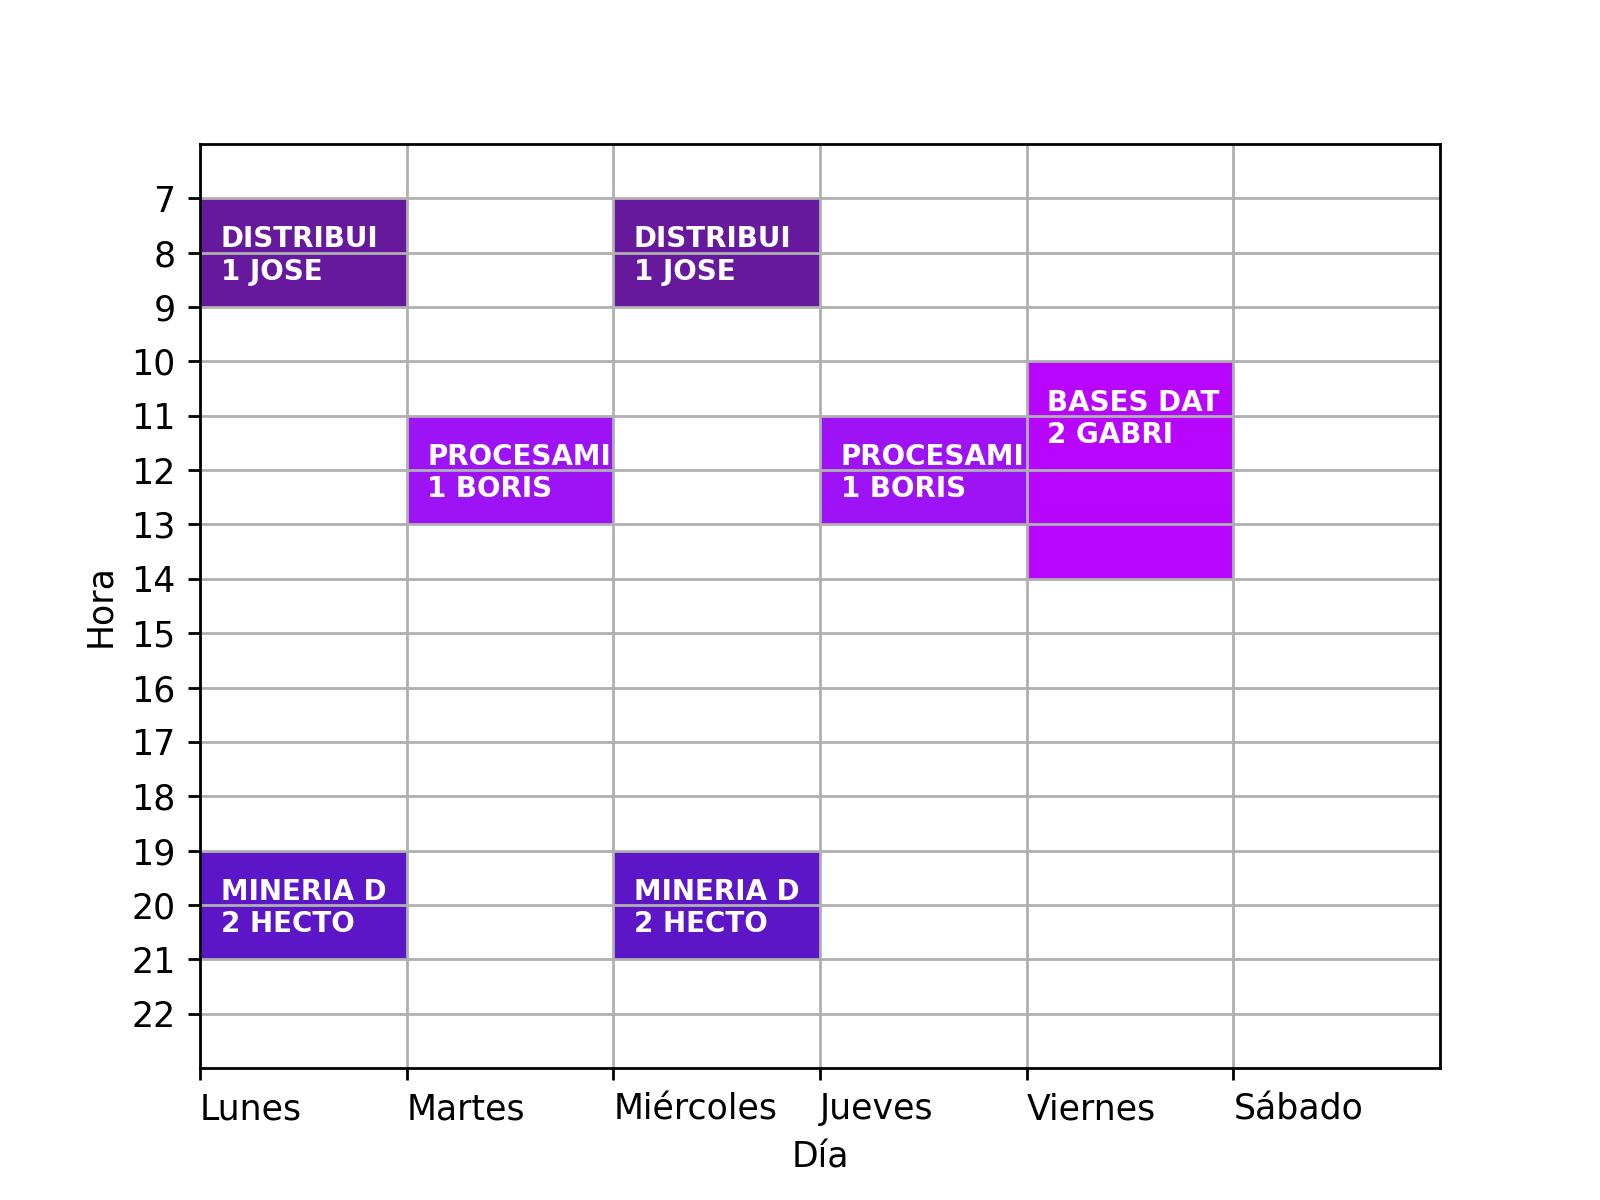 7
8
9
10
11
12
13
14
15
16
17
18
19
20
21
22
Hora
DISTRIBUI
1 JOSE
DISTRIBUI
1 JOSE
BASES DAT
2 GABRI
PROCESAMI
1 BORIS
PROCESAMI
1 BORIS
MINERIA D
2 HECTO
MINERIA D
2 HECTO
Lunes Martes Miércoles Jueves Viernes Sábado
Día